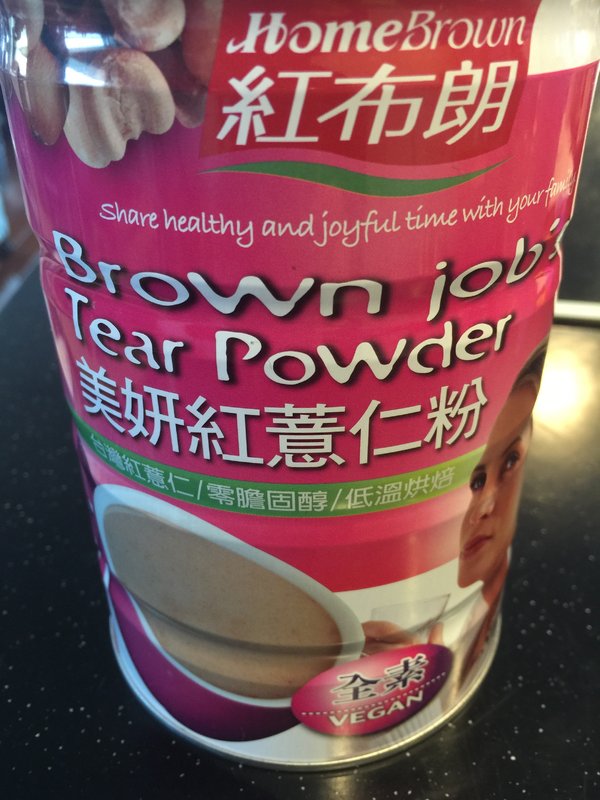 HomeBrown
紅布朗
Share healthy and joyful time with your family
Brown job's
Tear Powder
美妍紅薏仁粉
台灣紅薏仁/零膽固醇/低溫烘焙
全素
VEGAN